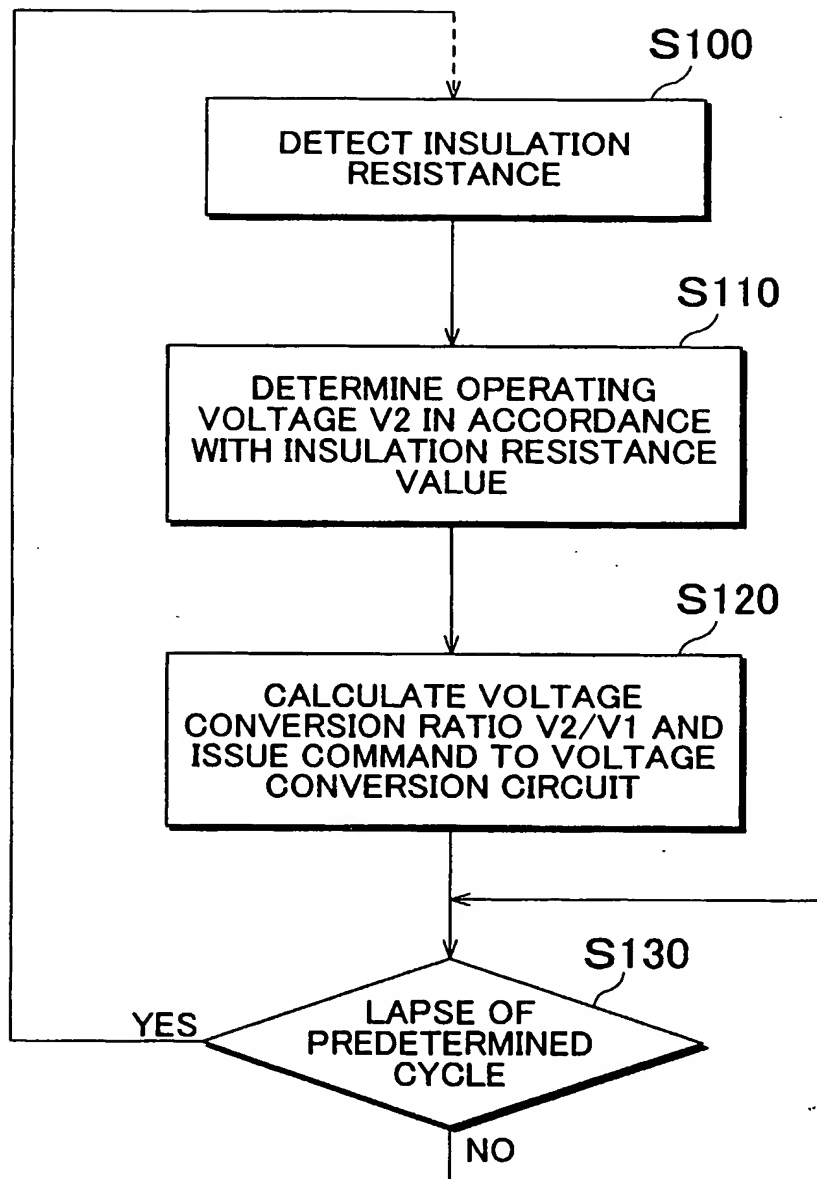 S100
DETECT INSULATION
RESISTANCE
S110
DETERMINE OPERATING
VOLTAGE V2 IN ACCORDANCE
WITH INSULATION RESISTANCE
VALUE
S120
CALCULATE VOLTAGE
CONVERSION RATIO V2/V1 AND
ISSUE COMMAND TO VOLTAGE
CONVERSION CIRCUIT
S130
YES
LAPSE OF
PREDETERMINED
CYCLE
NO